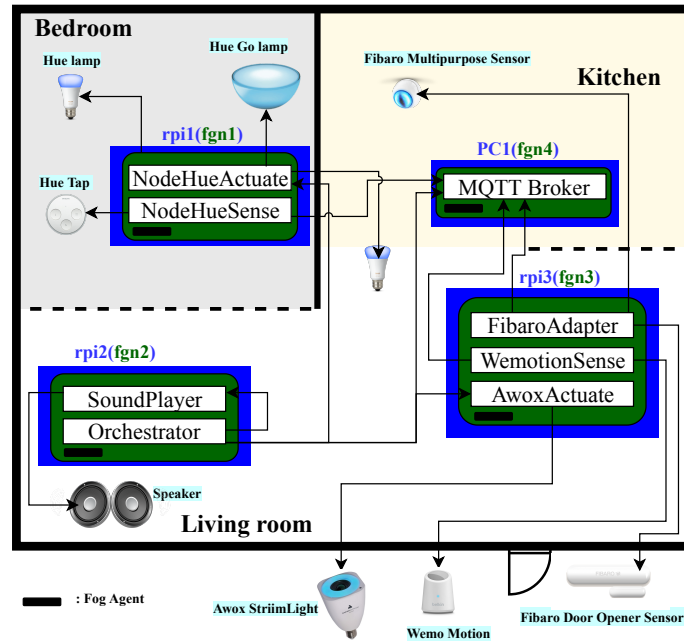 Bedroom
Hue Go lamp
Hue lamp
Fibaro Multipurpose Sensor
Kitchen
rpi1(fgn1)
PC1(fgn4)
NodeHueActuate
MQTT Broker
Hue Tap
NodeHueSense
rpi3(fgn3)
FibaroAdapter
rpi2(fgn2)
WemotionSense
SoundPlayer
AwoxActuate
Orchestrator
Speaker
Living room
: Fog Agent
Awox StriimLight
Wemo Motion
Fibaro Door Opener Sensor